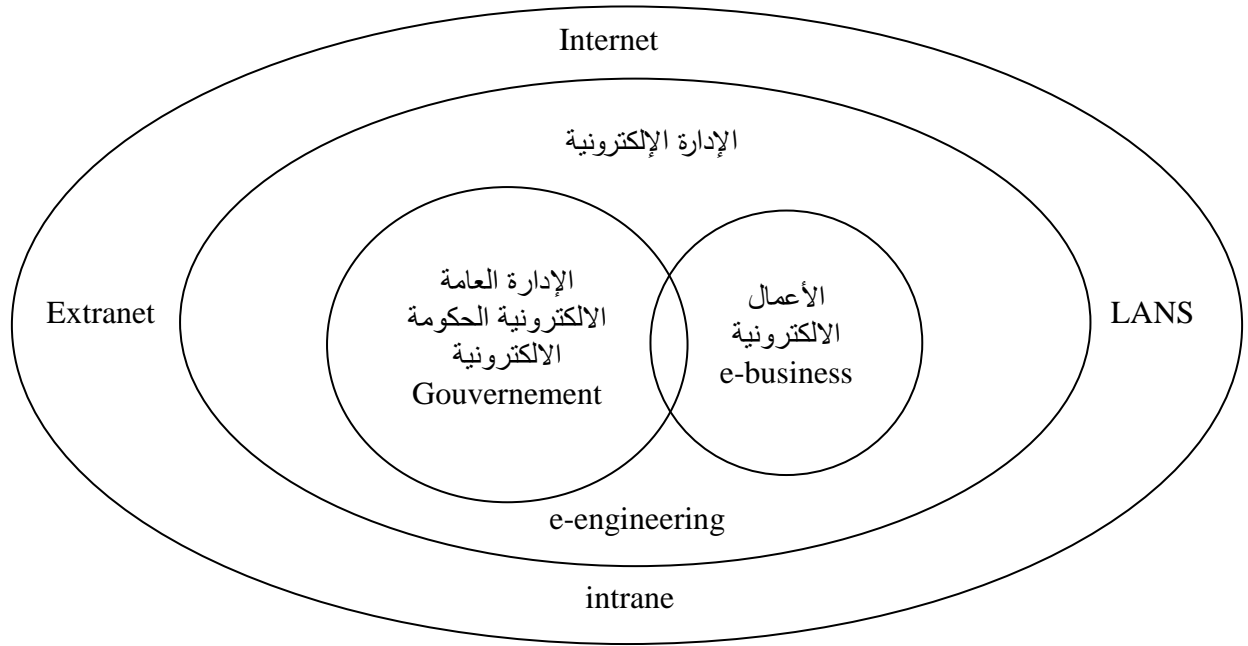 Internet
الإدارة الإلكترونية
الإدارة العامة
الالكترونية الحكومة
الالكترونية
Gouvernement
الأعمال
الالكترونية
e-business
Extranet
LANS
e-engineering
intrane